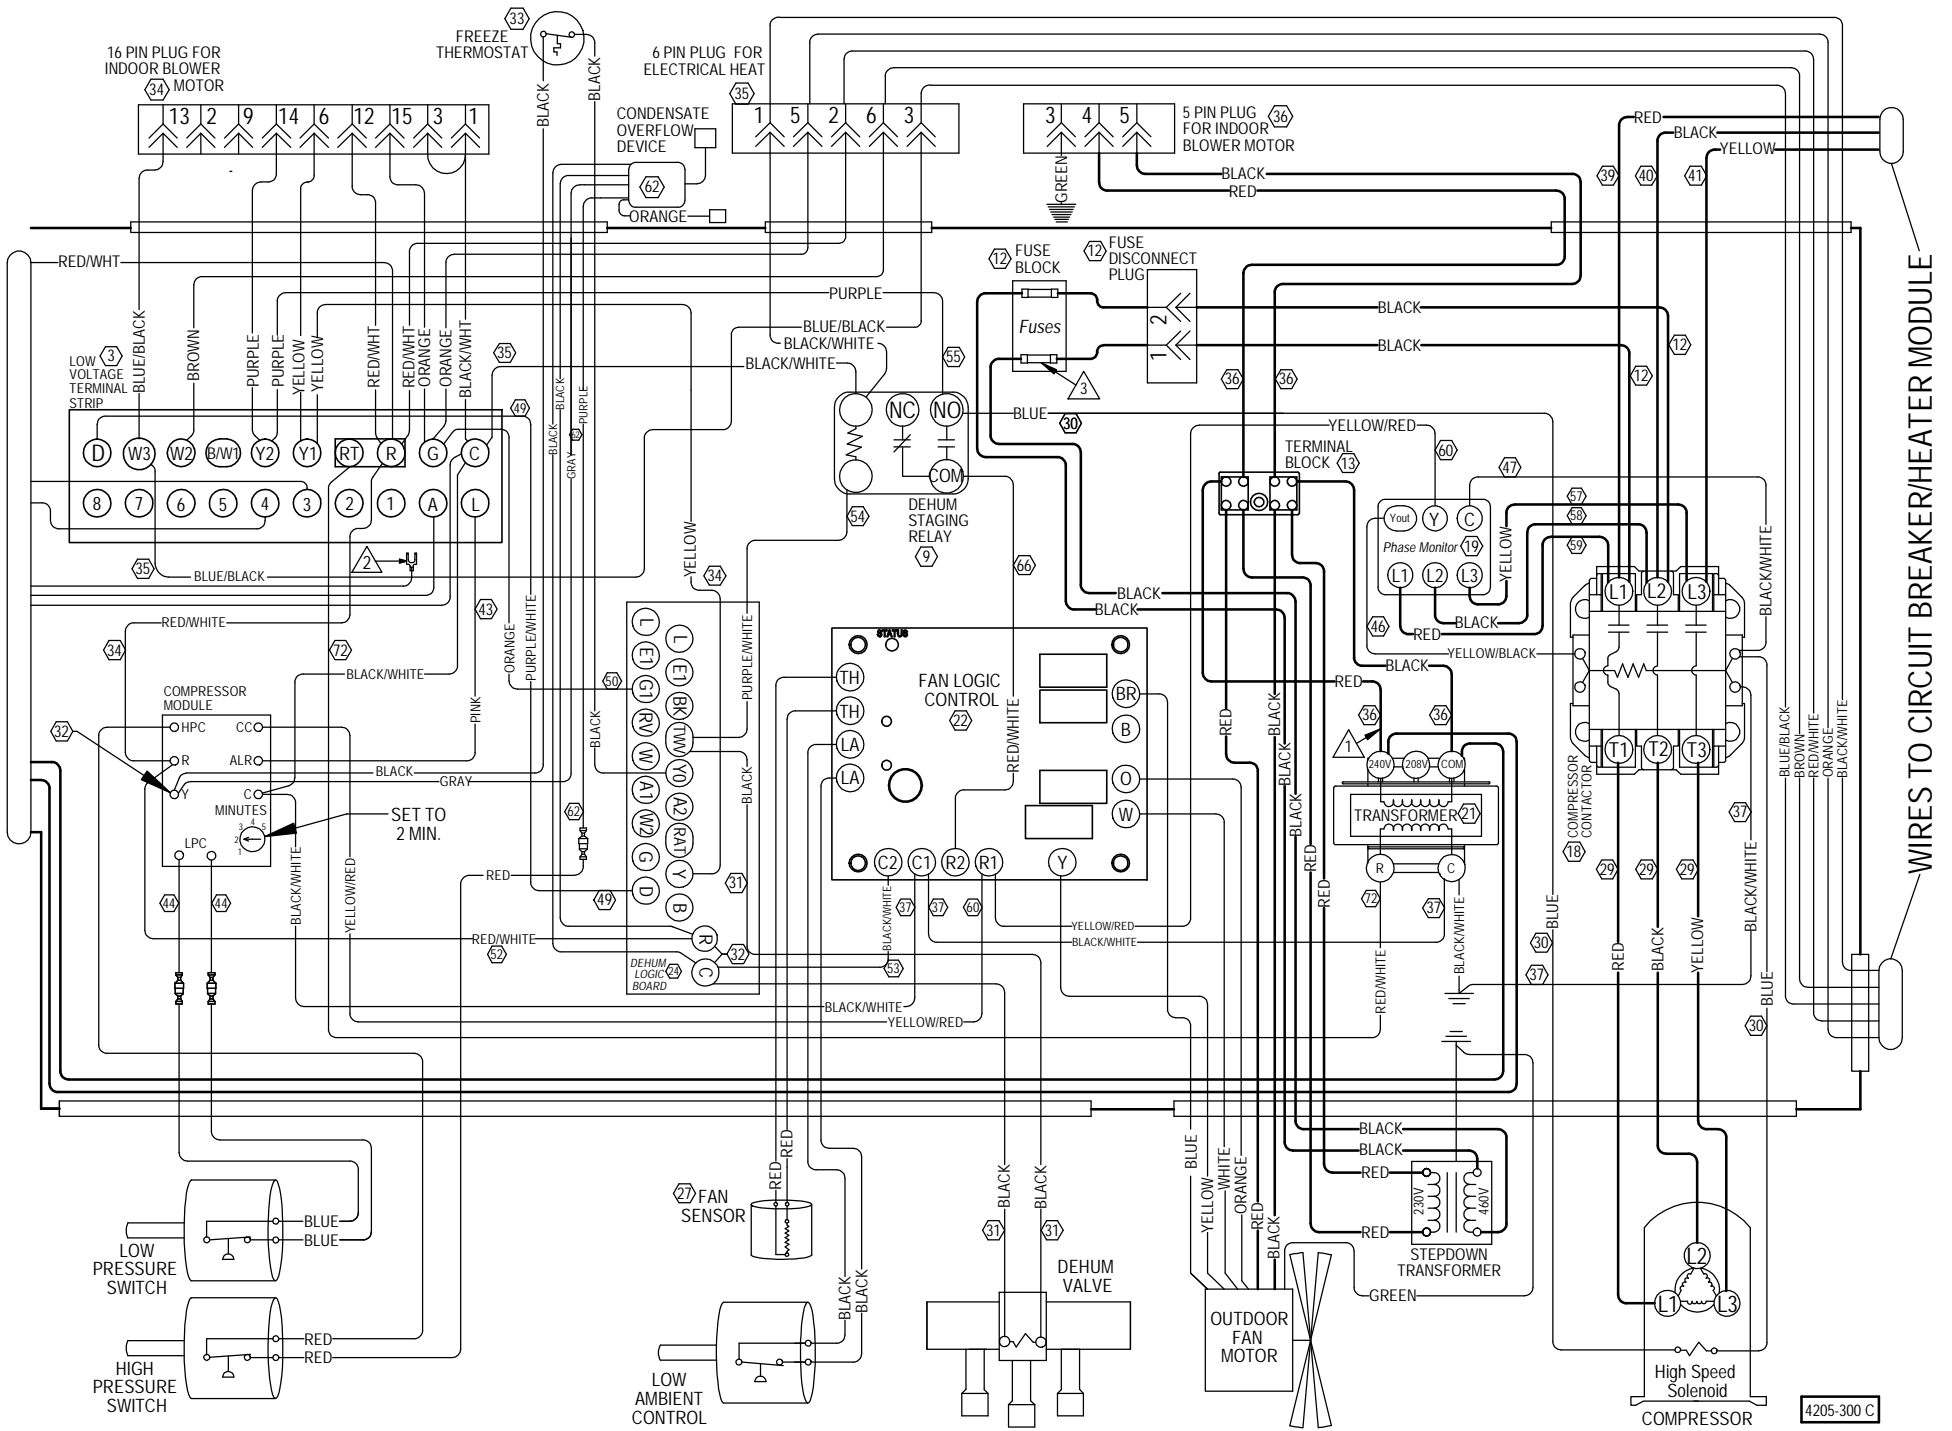 33
FREEZE
THERMOSTAT
16 PIN PLUG FOR
INDOOR BLOWER
34 MOTOR
13 2 9 14 6 12 15 3 1
BLACK
BLACK
6 PIN PLUG FOR
ELECTRICAL HEAT
35
1 5 2 6 3
CONDENSATE
OVERFLOW
DEVICE
62
ORANGE
3 4 5
5 PIN PLUG 36
FOR INDOOR
BLOWER MOTOR
GREEN
BLACK
RED
RED
BLACK
YELLOW
39 40 41
WIRES TO CIRCUIT BREAKER/HEATER MODULE
RED/WHT
12 FUSE
BLOCK
Fuses
3
12 FUSE
DISCONNECT
PLUG
2
1
BLACK
BLACK
12
12
PURPLE
BLUE/BLACK
BLACK/WHITE
BLACK/WHITE
35
55
36 36
LOW 3
VOLTAGE
TERMINAL
STRIP
BLUE/BLACK
BROWN
PURPLE
PURPLE
YELLOW
YELLOW
RED/WHT
RED/WHT
ORANGE
ORANGE
BLACK/WHT
49
D W3 W2 B/W1 Y2 Y1 RT R G C
8 7 6 5 4 3 2 1 A L
BLACK
BLACK
GRAY
62
PURPLE
NC NO
COM
DEHUM
STAGING
RELAY
9
54
66
BLUE 30
YELLOW/RED
60
47
TERMINAL
BLOCK 13
Yout Y C
Phase Monitor 19
L1 L2 L3
57
58
59
YELLOW
BLACK
RED
46
YELLOW/BLACK
BLACK/WHITE
L1 L2 L3
T1 T2 T3
COMPRESSOR
CONTACTOR
18
35
BLUE/BLACK
2
RED/WHITE
34
72
43
BLACK/WHITE
PINK
ORANGE
PURPLE/WHITE
YELLOW
34
50
BLACK
PURPLE/WHITE
BLACK
L E1 G1 RV W A1 W2 G D
L E1 BK TWV Y0 A2 RAT Y B
R
C
DEHUM
LOGIC 24
BOARD
49
31
32
COMPRESSOR
MODULE
HPC CC
R ALR
Y C
MINUTES
1 2 3 4 5
LPC
32
SET TO
2 MIN.
BLACK
GRAY
62
RED
44 44
BLACK/WHITE
YELLOW/RED
RED/WHITE
52
STATUS
FAN LOGIC
CONTROL
22
TH
TH
LA
LA
BR
B
O
W
C2 C1 R2 R1 Y
RED/WHITE
BLACK/WHITE
37 37 60
53
YELLOW/RED
BLACK/WHITE
BLACK/WHITE
YELLOW/RED
BLACK
BLACK
BLACK
RED
36 36
1
240V 208V COM
TRANSFORMER 21
R C
72 37
RED/WHITE
BLACK/WHITE
RED
BLACK
BLACK
BLACK
RED
RED
29 29 29
RED
BLACK
YELLOW
37
BLACK/WHITE
BLUE
30
37
BLUE
30
BLUE/BLACK
BROWN
RED/WHITE
ORANGE
BLACK/WHITE
BLUE
BLUE
LOW
PRESSURE
SWITCH
RED
RED
HIGH
PRESSURE
SWITCH
RED
RED
27 FAN
SENSOR
BLACK
BLACK
LOW
AMBIENT
CONTROL
BLACK
BLACK
31 31
DEHUM
VALVE
BLUE
YELLOW
WHITE
ORANGE
RED
BLACK
OUTDOOR
FAN
MOTOR
BLACK
BLACK
RED
RED
230V 460V
STEPDOWN
TRANSFORMER
GREEN
L2
L1 L3
High Speed
Solenoid
COMPRESSOR
4205-300 C